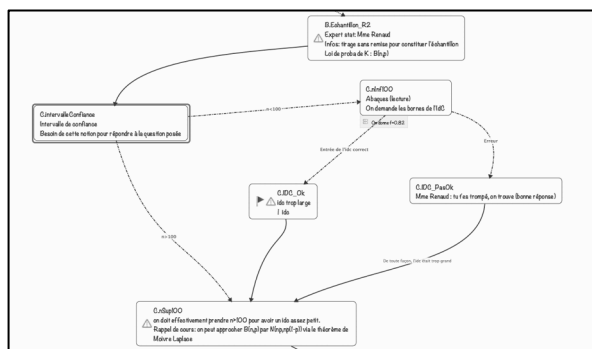 B.Echantillon_R2
Expert stat: Mme Renaud
Infos: tirage sans remise pour constituer l'échantillon
Loi de proba de K : B(n,p)
C.nInf100
Abaques (lecture)
On demande les bornes de l'IdC
On donne f=0.82
C.IntervalleConfiance
Intervalle de confiance
Besoin de cette notion pour répondre à la question posée
n<100
Erreur
Entrée de l'idc correct
C.IDC_Ok
idc trop large
1 idc
C.IDC_PasOk
Mme Renaud : tu t'es trompé, on trouve (bonne réponse)
n>100
De toute façon, l'idc était trop grand
C.nSup100
on doit effectivement prendre n>100 pour avoir un idc assez petit.
Rappel de cours: on peut approcher B(n,p) par N(np,np(1-p)) via le théorème de
Moivre Laplace